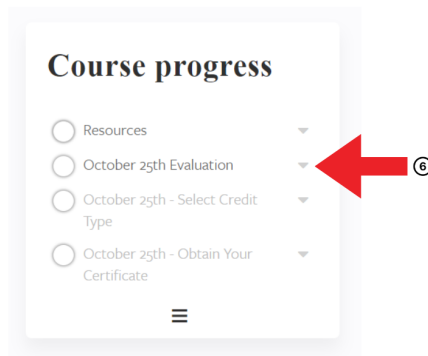 Course progress
Resources
October 25th Evaluation
⑥
October 25th - Select Credit
Type
October 25th - Obtain Your
Certificate